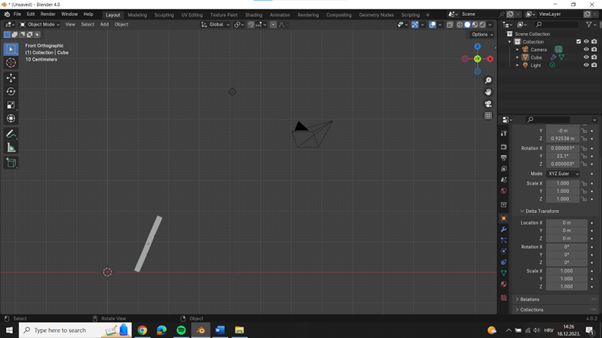 * (Unsaved) - Blender 4.0
File Edit Render Window Help Layout Modeling Sculpting UV Editing Texture Paint Shading Animation Rendering Compositing Geometry Nodes Scripting + Scene ViewLayer
Object Mode View Select Add Object Global
Options
Front Orthographic
(1) Collection | Cube
10 Centimeters
Scene Collection
Collection
Camera
Cube
Light
Y -0 m
Z 0.92536 m
Rotation X 0.000001°
Y 23.1°
Z 0.000003°
Mode XYZ Euler
Scale X 1.000
Y 1.000
Z 1.000
Delta Transform
Location X 0 m
Y 0 m
Z 0 m
Rotation X 0°
Y 0°
Z 0°
Scale X 1.000
Y 1.000
Z 1.000
Relations
Collections
Select Rotate View Object 4.0.2
Type here to search
HRV
14:26
18.12.2023.